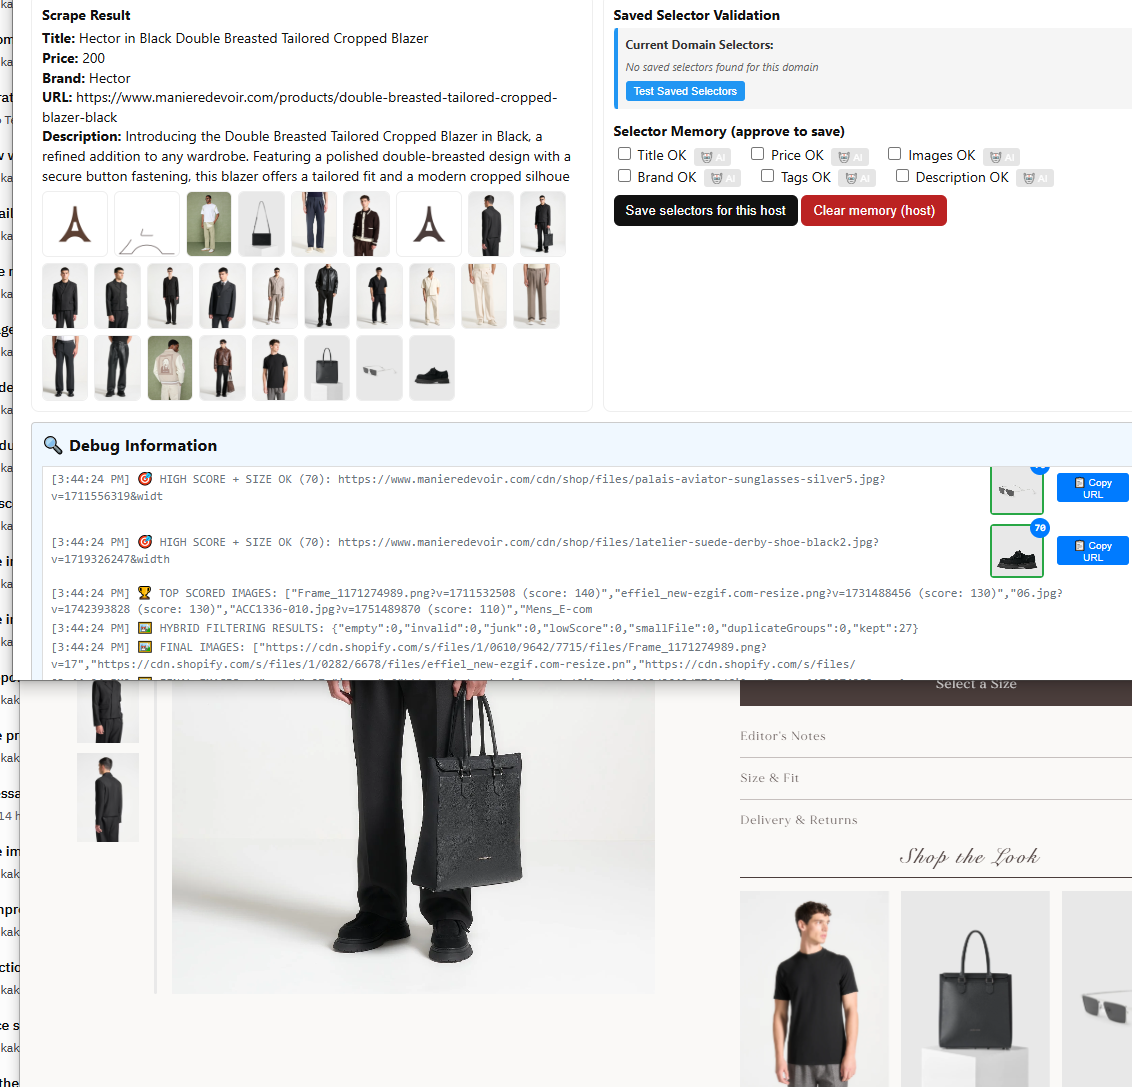 Scrape Result
Title: Hector in Black Double Breasted Tailored Cropped Blazer
Price: 200
Brand: Hector
URL: https://www.manieredevoir.com/products/double-breasted-tailored-cropped-
blazer-black
Description: Introducing the Double Breasted Tailored Cropped Blazer in Black, a
refined addition to any wardrobe. Featuring a polished double-breasted design with a
secure button fastening, this blazer offers a tailored fit and a modern cropped silhoue
Saved Selector Validation
Current Domain Selectors:
No saved selectors found for this domain
Test Saved Selectors
Selector Memory (approve to save)
Title OK AI Price OK AI Images OK AI
Brand OK AI Tags OK AI Description OK AI
Save selectors for this host Clear memory (host)
Debug Information
[3:44:24 PM] HIGH SCORE + SIZE OK (70): https://www.manieredevoir.com/cdn/shop/files/palais-aviator-sunglasses-silver5.jpg?
v=1711556319&widt
Copy
URL
[3:44:24 PM] HIGH SCORE + SIZE OK (70): https://www.manieredevoir.com/cdn/shop/files/latelier-suede-derby-shoe-black2.jpg?
v=1719326247&width
70
Copy
URL
[3:44:24 PM] TOP SCORED IMAGES: ["Frame_1171274989.png?v=1711532508 (score: 140)","effiel_new-ezgif.com-resize.png?v=1731488456 (score: 130)","06.jpg?
v=1742393828 (score: 130)","ACC1336-010.jpg?v=1751489870 (score: 110)","Mens_E-com
[3:44:24 PM] HYBRID FILTERING RESULTS: {"empty":0,"invalid":0,"junk":0,"lowScore":0,"smallFile":0,"duplicateGroups":0,"kept":27}
[3:44:24 PM] FINAL IMAGES: ["https://cdn.shopify.com/s/files/1/0610/9642/7715/files/Frame_1171274989.png?
v=17","https://cdn.shopify.com/s/files/1/0282/6678/files/effiel_new-ezgif.com-resize.pn","https://cdn.shopify.com/s/files/
Select a Size
Editor's Notes
Size & Fit
Delivery & Returns
Shop the Look